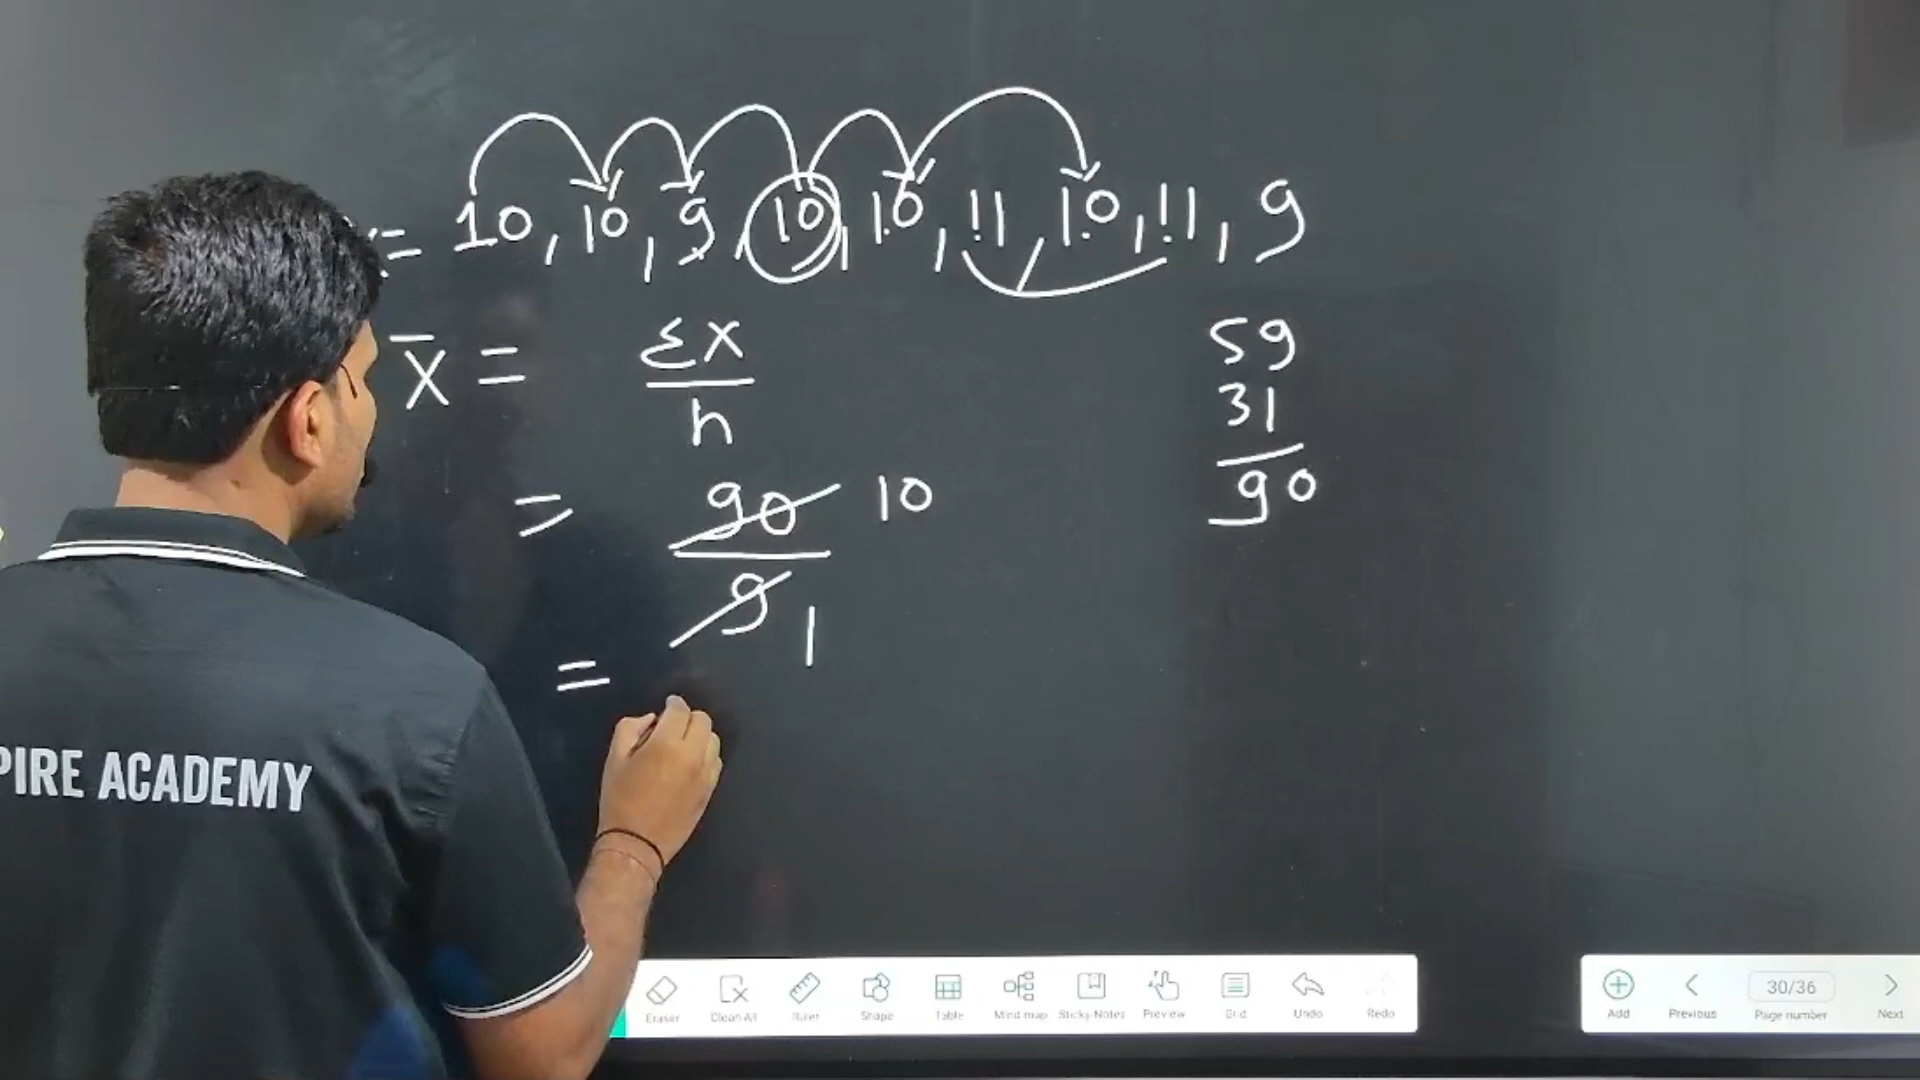 = 10, 10, 9, 10, 10, 11, 10, 11, 9
x̄ = Σx
n
= 90 10
9 1
=
59
31
90
PIRE ACADEMY
Eraser Clean All Ruler Shape Table Mind map Sticky Notes Preview Grid Undo Redo
30/36
Add Previous Page number Next